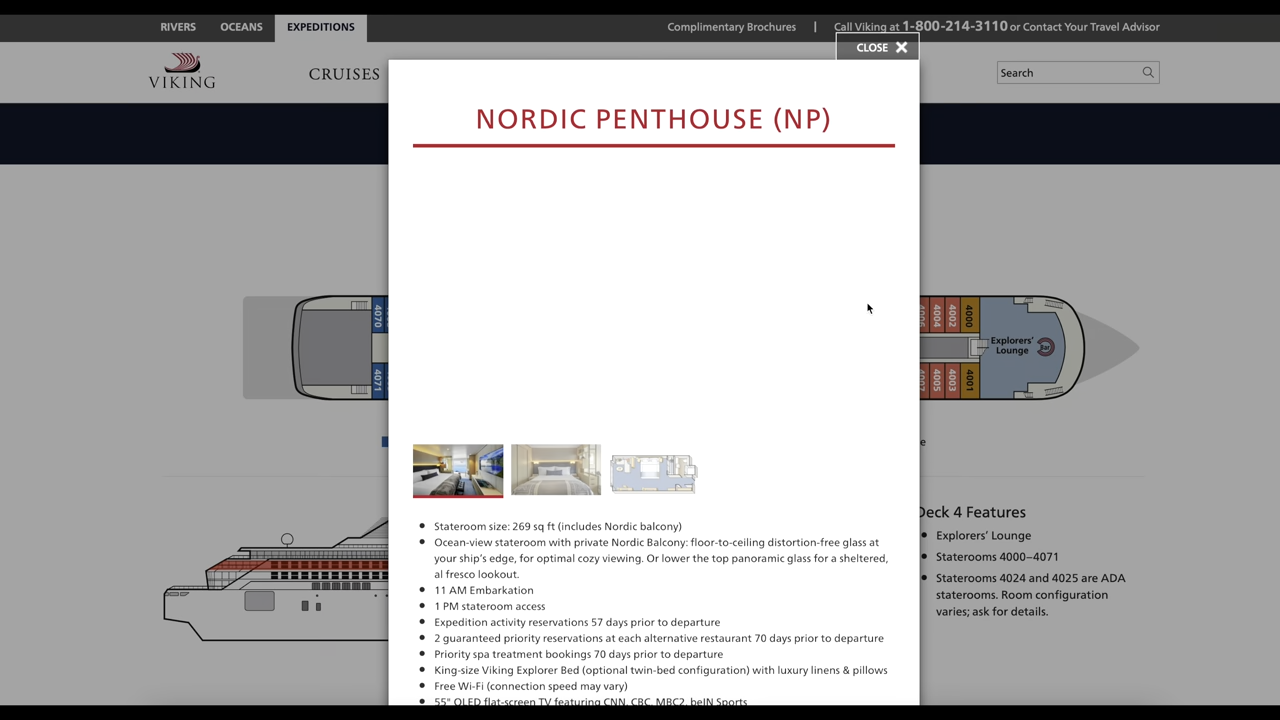 RIVERS OCEANS EXPEDITIONS Complimentary Brochures | Call Viking at 1-800-214-3110 or Contact Your Travel Advisor
CLOSE
VIKING CRUISES Search
NORDIC PENTHOUSE (NP)
4070 4004 4002 4000
Explorers'
Lounge
Bar
4071 4005 4003 4001
Stateroom size: 269 sq ft (includes Nordic balcony)
Ocean-view stateroom with private Nordic Balcony: floor-to-ceiling distortion-free glass at
your ship's edge, for optimal cozy viewing. Or lower the top panoramic glass for a sheltered,
al fresco lookout.
11 AM Embarkation
1 PM stateroom access
Expedition activity reservations 57 days prior to departure
2 guaranteed priority reservations at each alternative restaurant 70 days prior to departure
Priority spa treatment bookings 70 days prior to departure
King-size Viking Explorer Bed (optional twin-bed configuration) with luxury linens & pillows
Free Wi-Fi (connection speed may vary)
55" OLED flat-screen TV featuring CNN, CBC, MBC2, beIN Sports
Deck 4 Features
Explorers' Lounge
Staterooms 4000–4071
Staterooms 4024 and 4025 are ADA
staterooms. Room configuration
varies; ask for details.